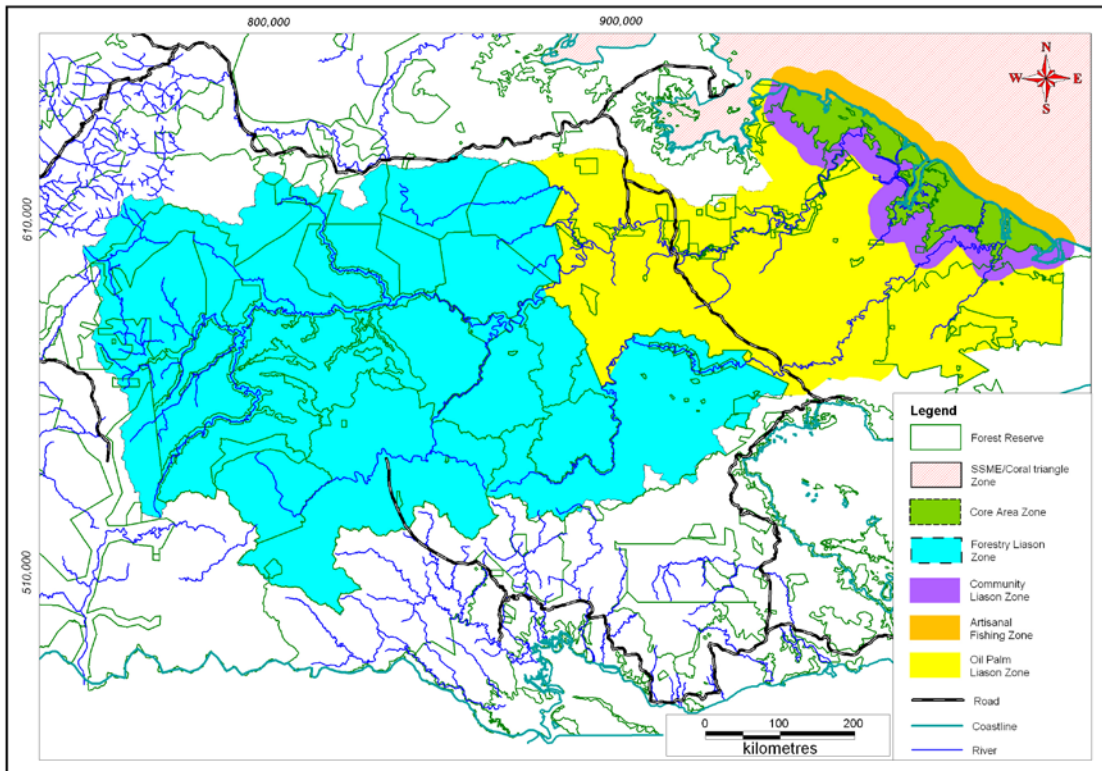 800,000
900,000
N
W E
S
610,000
510,000
Legend
Forest Reserve
SSME/Coral triangle
Zone
Core Area Zone
Forestry Liason
Zone
Community
Liason Zone
Artisanal
Fishing Zone
Oil Palm
Liason Zone
Road
Coastline
River
0 100 200
kilometres